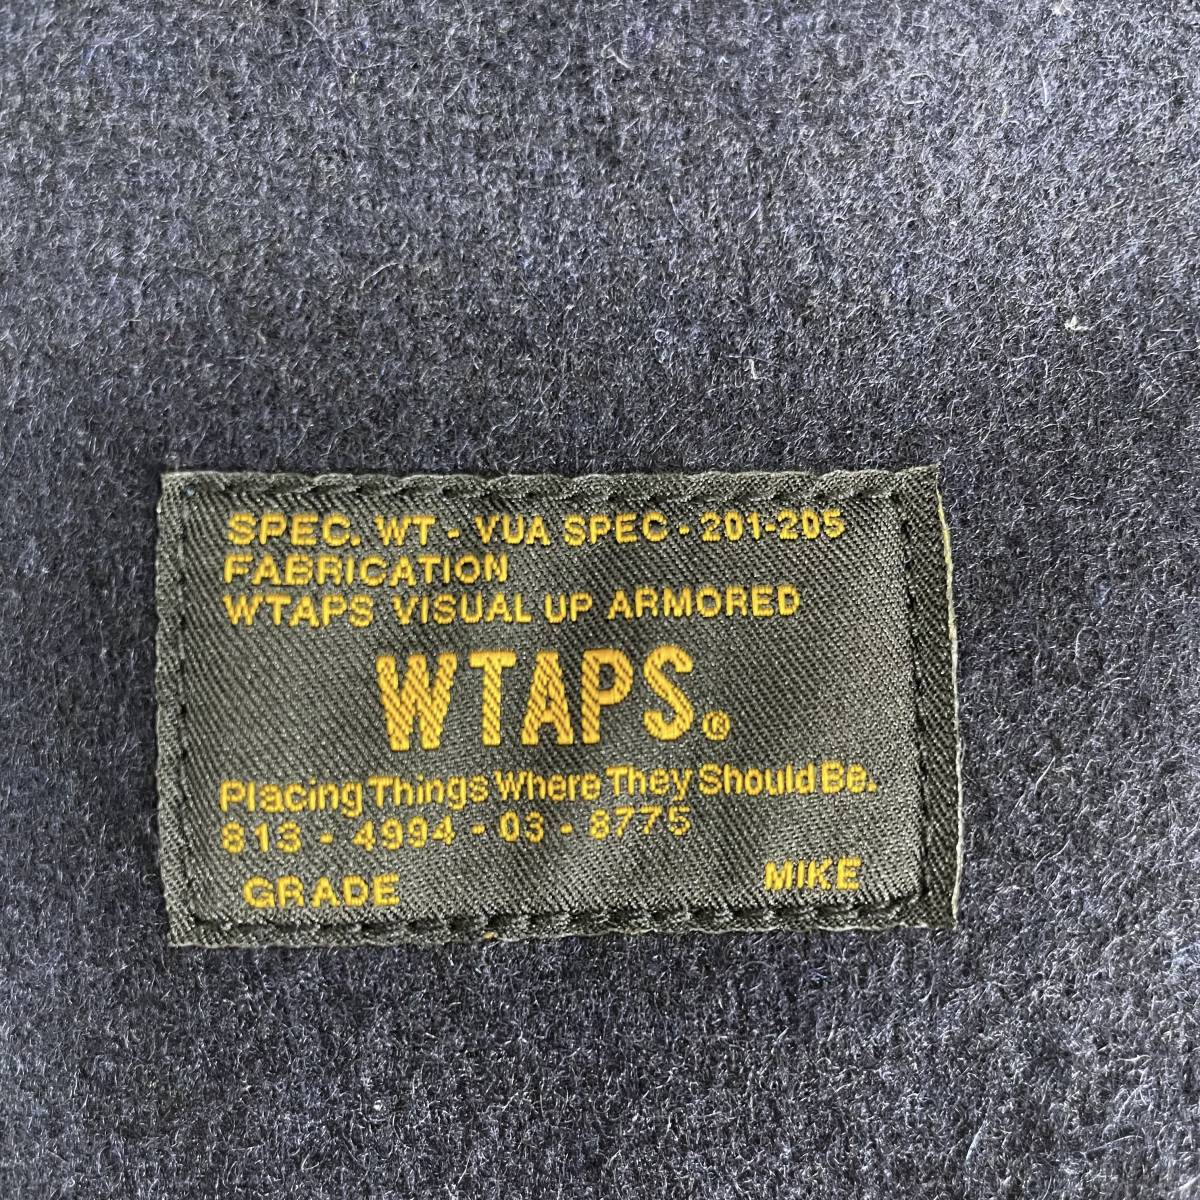 SPEC. WT - VUA SPEC - 201-205
FABRICATION
WTAPS VISUAL UP ARMORED
WTAPS®
Placing Things Where They Should Be.
813 - 4994 - 03 - 8775
GRADE MIKE